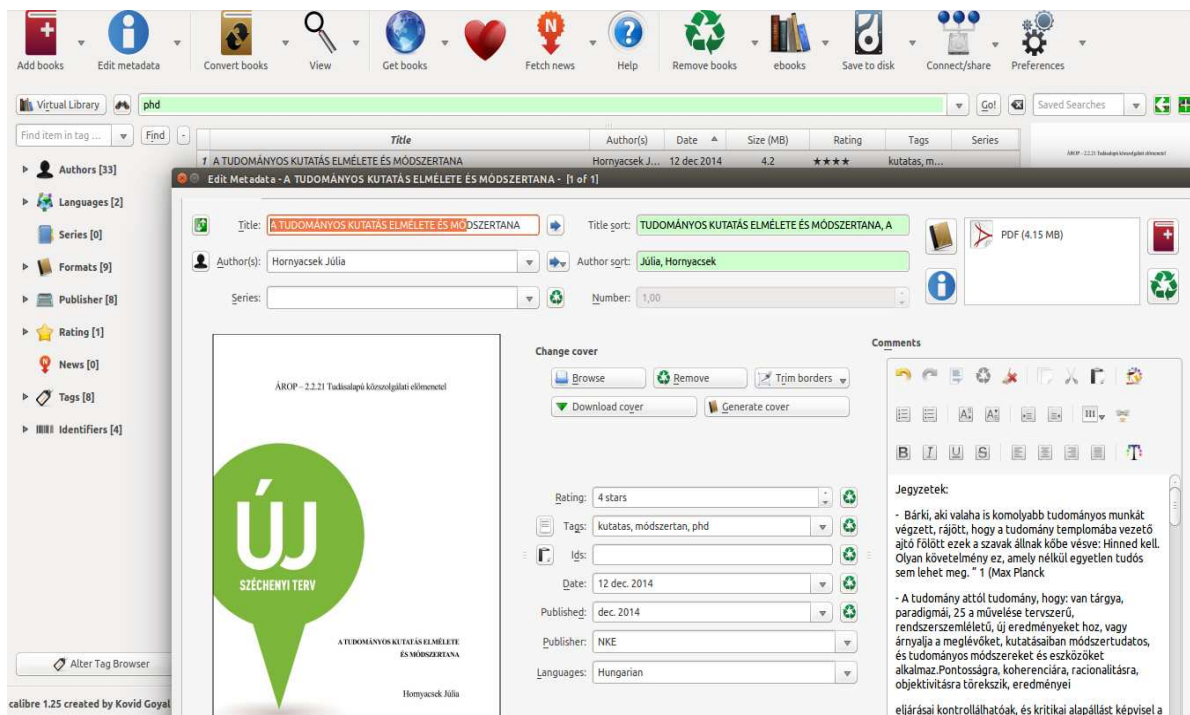 Add books
Edit metadata
Convert books
View
Get books
Fetch news
Help
Remove books
ebooks
Save to disk
Connect/share
Preferences
Virtual Library
phd
Go!
Saved Searches
Find item in tag ...
Find
-
Title
Author(s)
Date
Size (MB)
Rating
Tags
Series
1 A TUDOMÁNYOS KUTATÁS ELMÉLETE ÉS MÓDSZERTANA
Hornyacsek J...
12 dec 2014
4.2
★★★★
kutatas, m...
ÁROP – 2.2.21 Tudásalapú közszolgálati előmenetel
Authors [33]
Languages [2]
Series [0]
Formats [9]
Publisher [8]
Rating [1]
News [0]
Tags [8]
Identifiers [4]
Alter Tag Browser
calibre 1.25 created by Kovid Goyal
Edit Metadata - A TUDOMÁNYOS KUTATÁS ELMÉLETE ÉS MÓDSZERTANA - [1 of 1]
Title:
A TUDOMÁNYOS KUTATÁS ELMÉLETE ÉS MÓDSZERTANA
Title sort:
TUDOMÁNYOS KUTATÁS ELMÉLETE ÉS MÓDSZERTANA, A
Author(s):
Hornyacsek Júlia
Author sort:
Júlia, Hornyacsek
Series:
Number:
1,00
PDF (4.15 MB)
ÁROP – 2.2.21 Tudásalapú közszolgálati előmenetel
ÚJ
SZÉCHENYI TERV
A TUDOMÁNYOS KUTATÁS ELMÉLETE
ÉS MÓDSZERTANA
Hornyacsek Júlia
Change cover
Browse
Remove
Trim borders
Download cover
Generate cover
Rating:
4 stars
Tags:
kutatas, módszertan, phd
Ids:
Date:
12 dec. 2014
Published:
dec. 2014
Publisher:
NKE
Languages:
Hungarian
Comments
B I U S
Jegyzetek:
- Bárki, aki valaha is komolyabb tudományos munkát
végzett, rájött, hogy a tudomány templomába vezető
ajtó fölött ezek a szavak állnak kőbe vésve: Hinned kell.
Olyan követelmény ez, amely nélkül egyetlen tudós
sem lehet meg. " 1 (Max Planck
- A tudomány attól tudomány, hogy: van tárgya,
paradigmái, 25 a művelése tervszerű,
rendszerszemléletű, új eredményeket hoz, vagy
árnyalja a meglévőket, kutatásaiban módszertudatos,
és tudományos módszereket és eszközöket
alkalmaz.Pontosságra, koherenciára, racionalitásra,
objektivitásra törekszik, eredményei
eljárásai kontrollálhatóak, és kritikai alapállást képvisel a